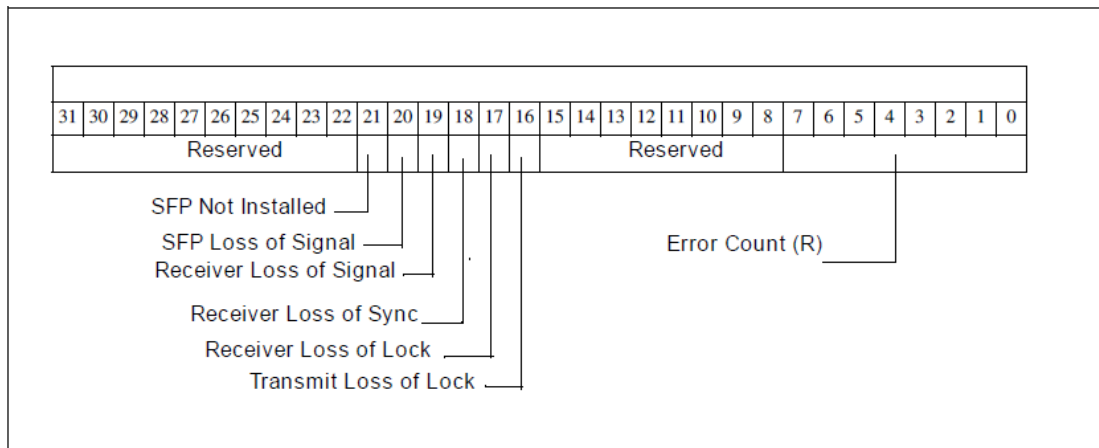 31 30 29 28 27 26 25 24 23 22 21 20 19 18 17 16 15 14 13 12 11 10 9 8 7 6 5 4 3 2 1 0
Reserved Reserved
SFP Not Installed
SFP Loss of Signal Error Count (R)
Receiver Loss of Signal
Receiver Loss of Sync
Receiver Loss of Lock
Transmit Loss of Lock